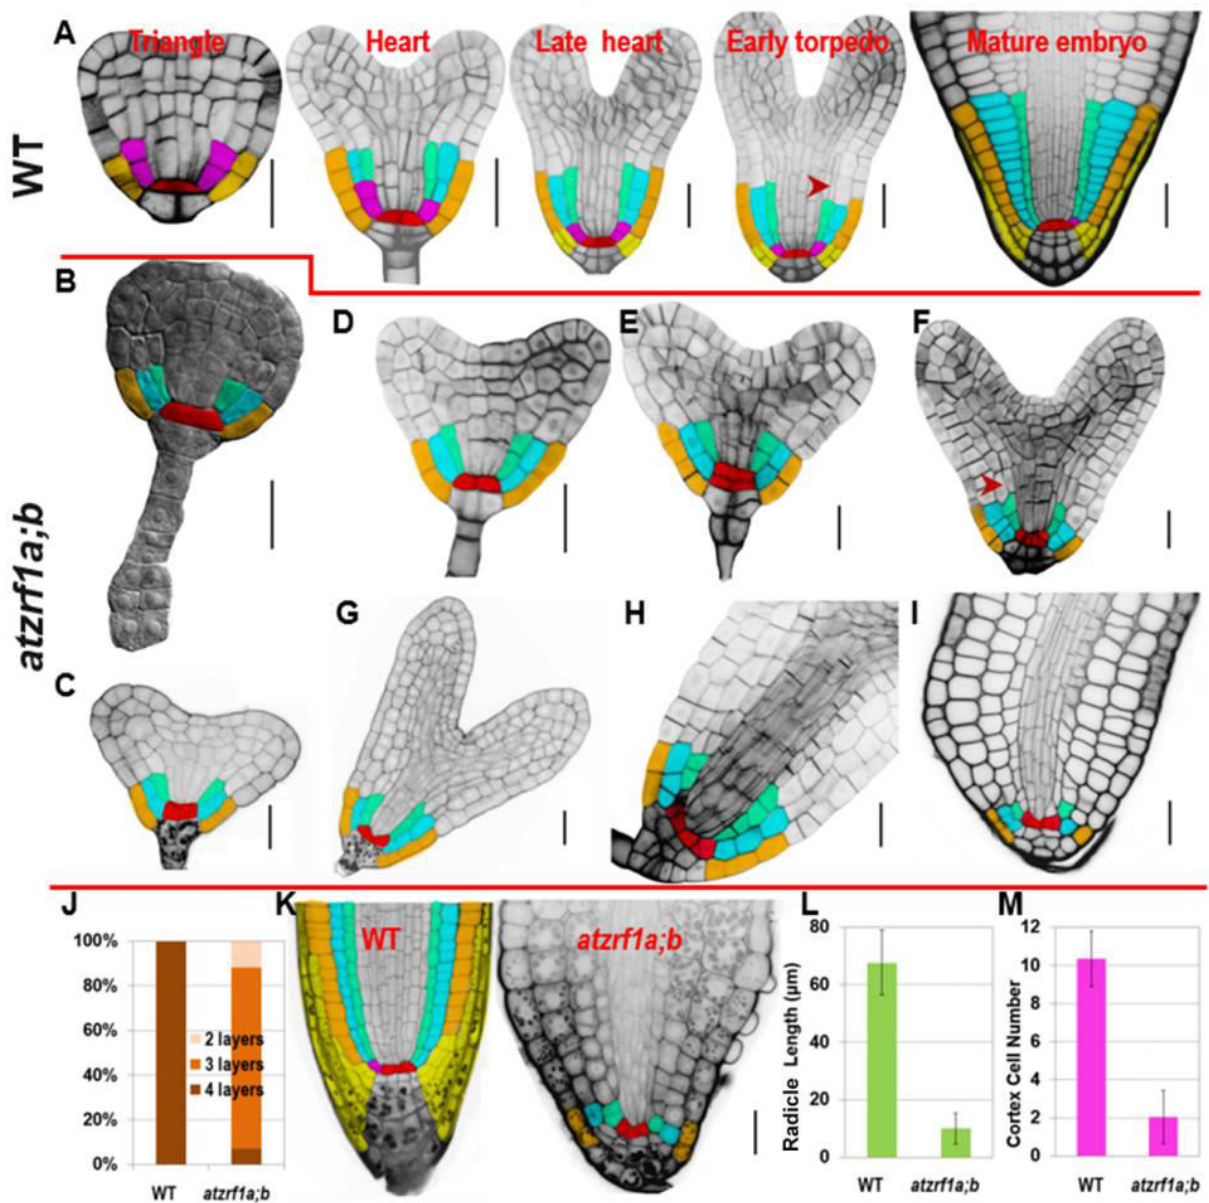 A
Triangle
Heart
Late heart
Early torpedo
Mature embryo
WT
B
D
E
F
atzrf1a;b
C
G
H
I
J
100%
80%
60%
40%
20%
0%
2 layers
3 layers
4 layers
WT
atzrf1a;b
K
WT
atzrf1a;b
L
Radicle Length (µm)
80
60
40
20
0
WT
atzrf1a;b
M
Cortex Cell Number
12
10
8
6
4
2
0
WT
atzrf1a;b